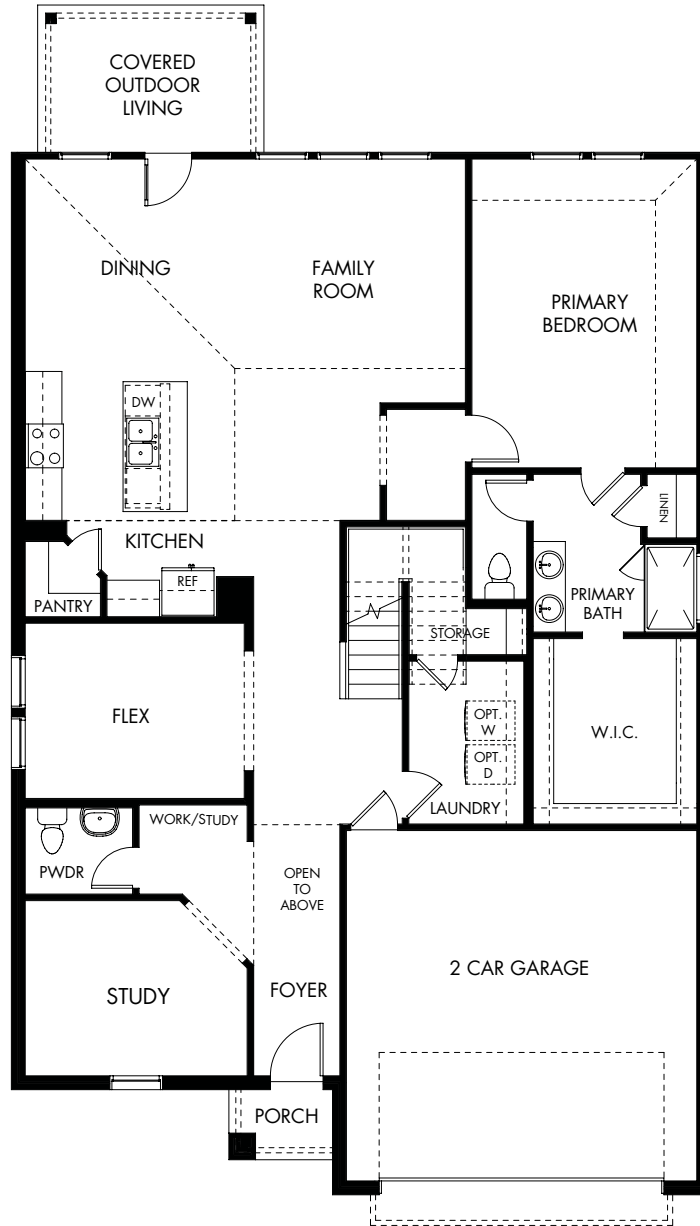 COVERED
OUTDOOR
LIVING
DINING
FAMILY
ROOM
PRIMARY
BEDROOM
DW
LINEN
KITCHEN
REF
PANTRY
PRIMARY
BATH
STORAGE
FLEX
OPT.
W
OPT.
D
W.I.C.
LAUNDRY
WORK/STUDY
PWDR
OPEN
TO
ABOVE
STUDY
FOYER
2 CAR GARAGE
PORCH